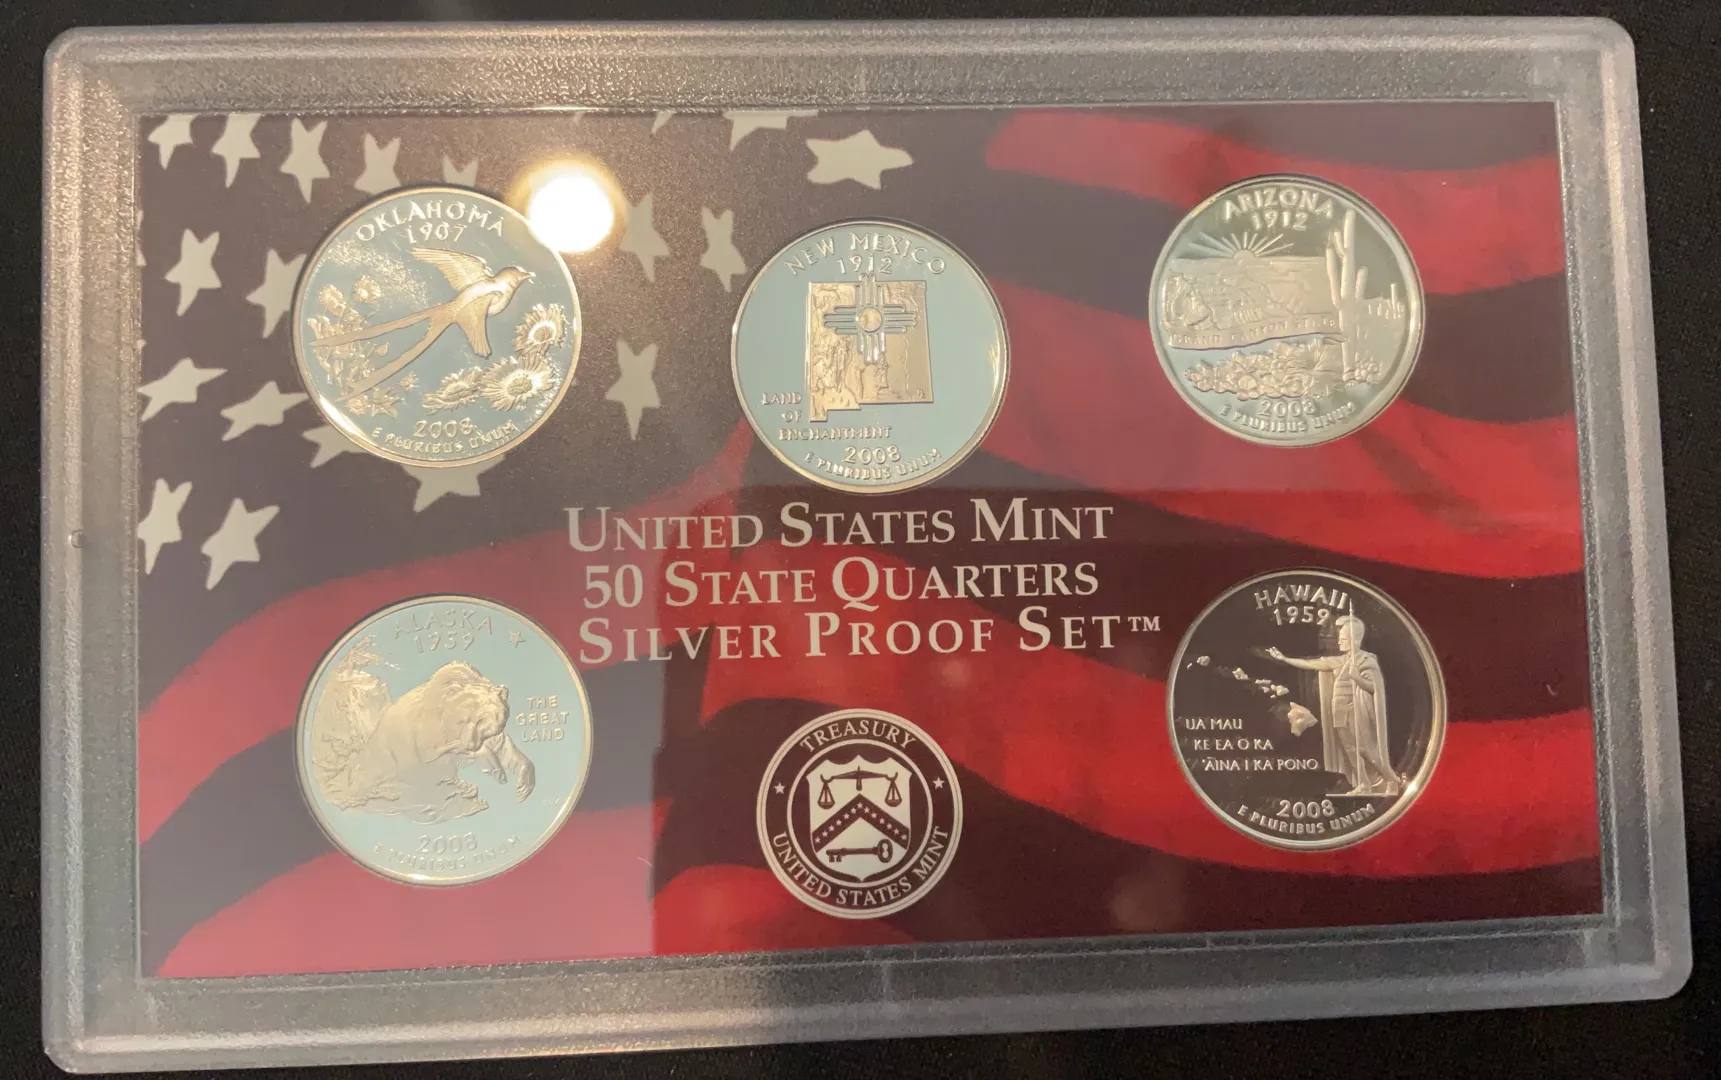 OKLAHOMA
1907
2008
E PLURIBUS UNUM
NEW MEXICO
1912
LAND
OF
ENCHANTMENT
2008
E PLURIBUS UNUM
ARIZONA
1912
GRAND CANYON STATE
2008
E PLURIBUS UNUM
UNITED STATES MINT
50 STATE QUARTERS
SILVER PROOF SET™
ALASKA
1959
THE
GREAT
LAND
2008
E PLURIBUS UNUM
TREASURY
UNITED STATES MINT
HAWAII
1959
UA MAU
KE EA O KA
ʻĀINA I KA PONO
2008
E PLURIBUS UNUM